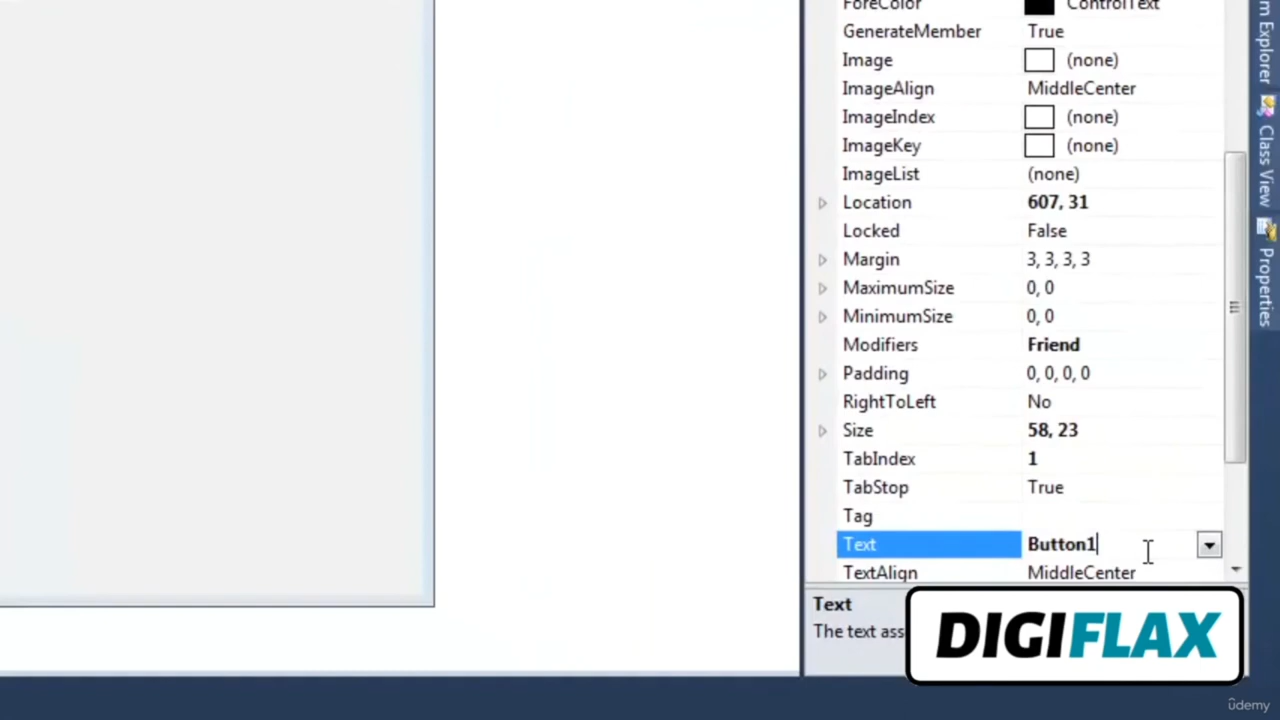 ForeColor ControlText
GenerateMember True
Image (none)
ImageAlign MiddleCenter
ImageIndex (none)
ImageKey (none)
ImageList (none)
Location 607, 31
Locked False
Margin 3, 3, 3, 3
MaximumSize 0, 0
MinimumSize 0, 0
Modifiers Friend
Padding 0, 0, 0, 0
RightToLeft No
Size 58, 23
TabIndex 1
TabStop True
Tag
Text Button1
TextAlign MiddleCenter
Text
The text ass
DIGIFLAX
m Explorer
Class View
Properties
ûdemy